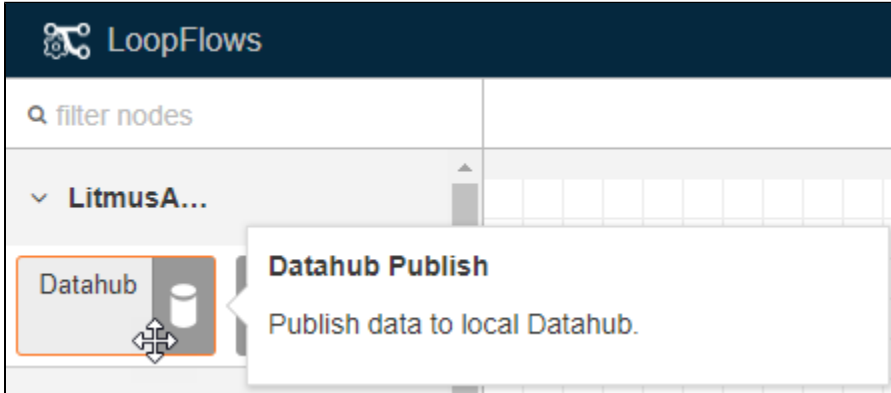 LoopFlows
filter nodes
LitmusA...
Datahub
Datahub Publish
Publish data to local Datahub.